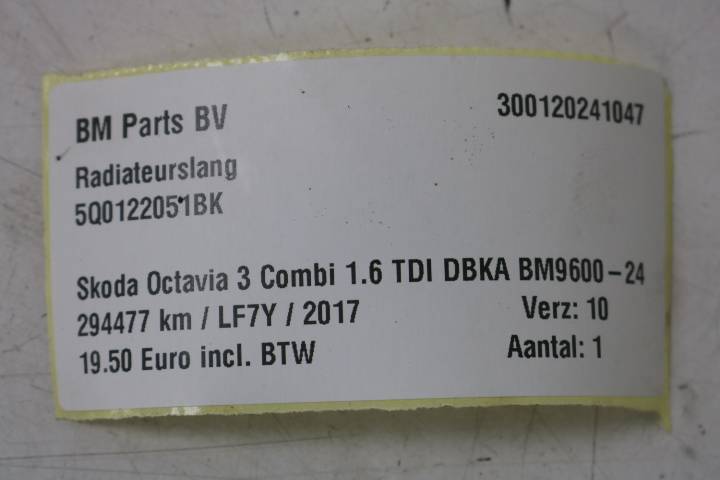 BM Parts BV 300120241047
Radiateurslang
5Q0122051BK
Skoda Octavia 3 Combi 1.6 TDI DBKA BM9600-24
294477 km / LF7Y / 2017 Verz: 10
19.50 Euro incl. BTW Aantal: 1